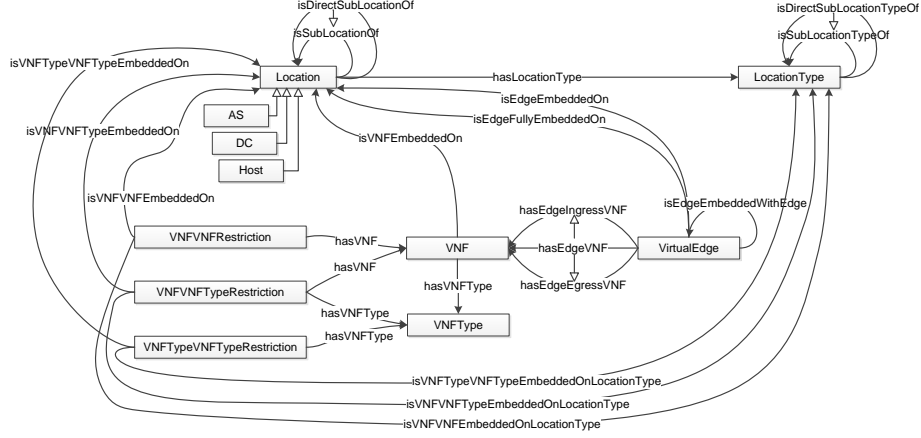 isDirectSubLocationOf
isDirectSubLocationTypeOf
isSubLocationOf
isSubLocationTypeOf
isVNFTypeVNFTypeEmbeddedOn
Location
hasLocationType
LocationType
isEdgeEmbeddedOn
AS
isEdgeFullyEmbeddedOn
isVNFVNFTypeEmbeddedOn
isVNFEmbeddedOn
DC
Host
isVNFVNFEmbeddedOn
isEdgeEmbeddedWithEdge
hasEdgeIngressVNF
VNFVNFRestriction
hasVNF
VNF
hasEdgeVNF
VirtualEdge
hasVNF
hasEdgeEgressVNF
VNFVNFTypeRestriction
hasVNFType
hasVNFType
VNFType
hasVNFType
VNFTypeVNFTypeRestriction
isVNFTypeVNFTypeEmbeddedOnLocationType
isVNFVNFTypeEmbeddedOnLocationType
isVNFVNFEmbeddedOnLocationType